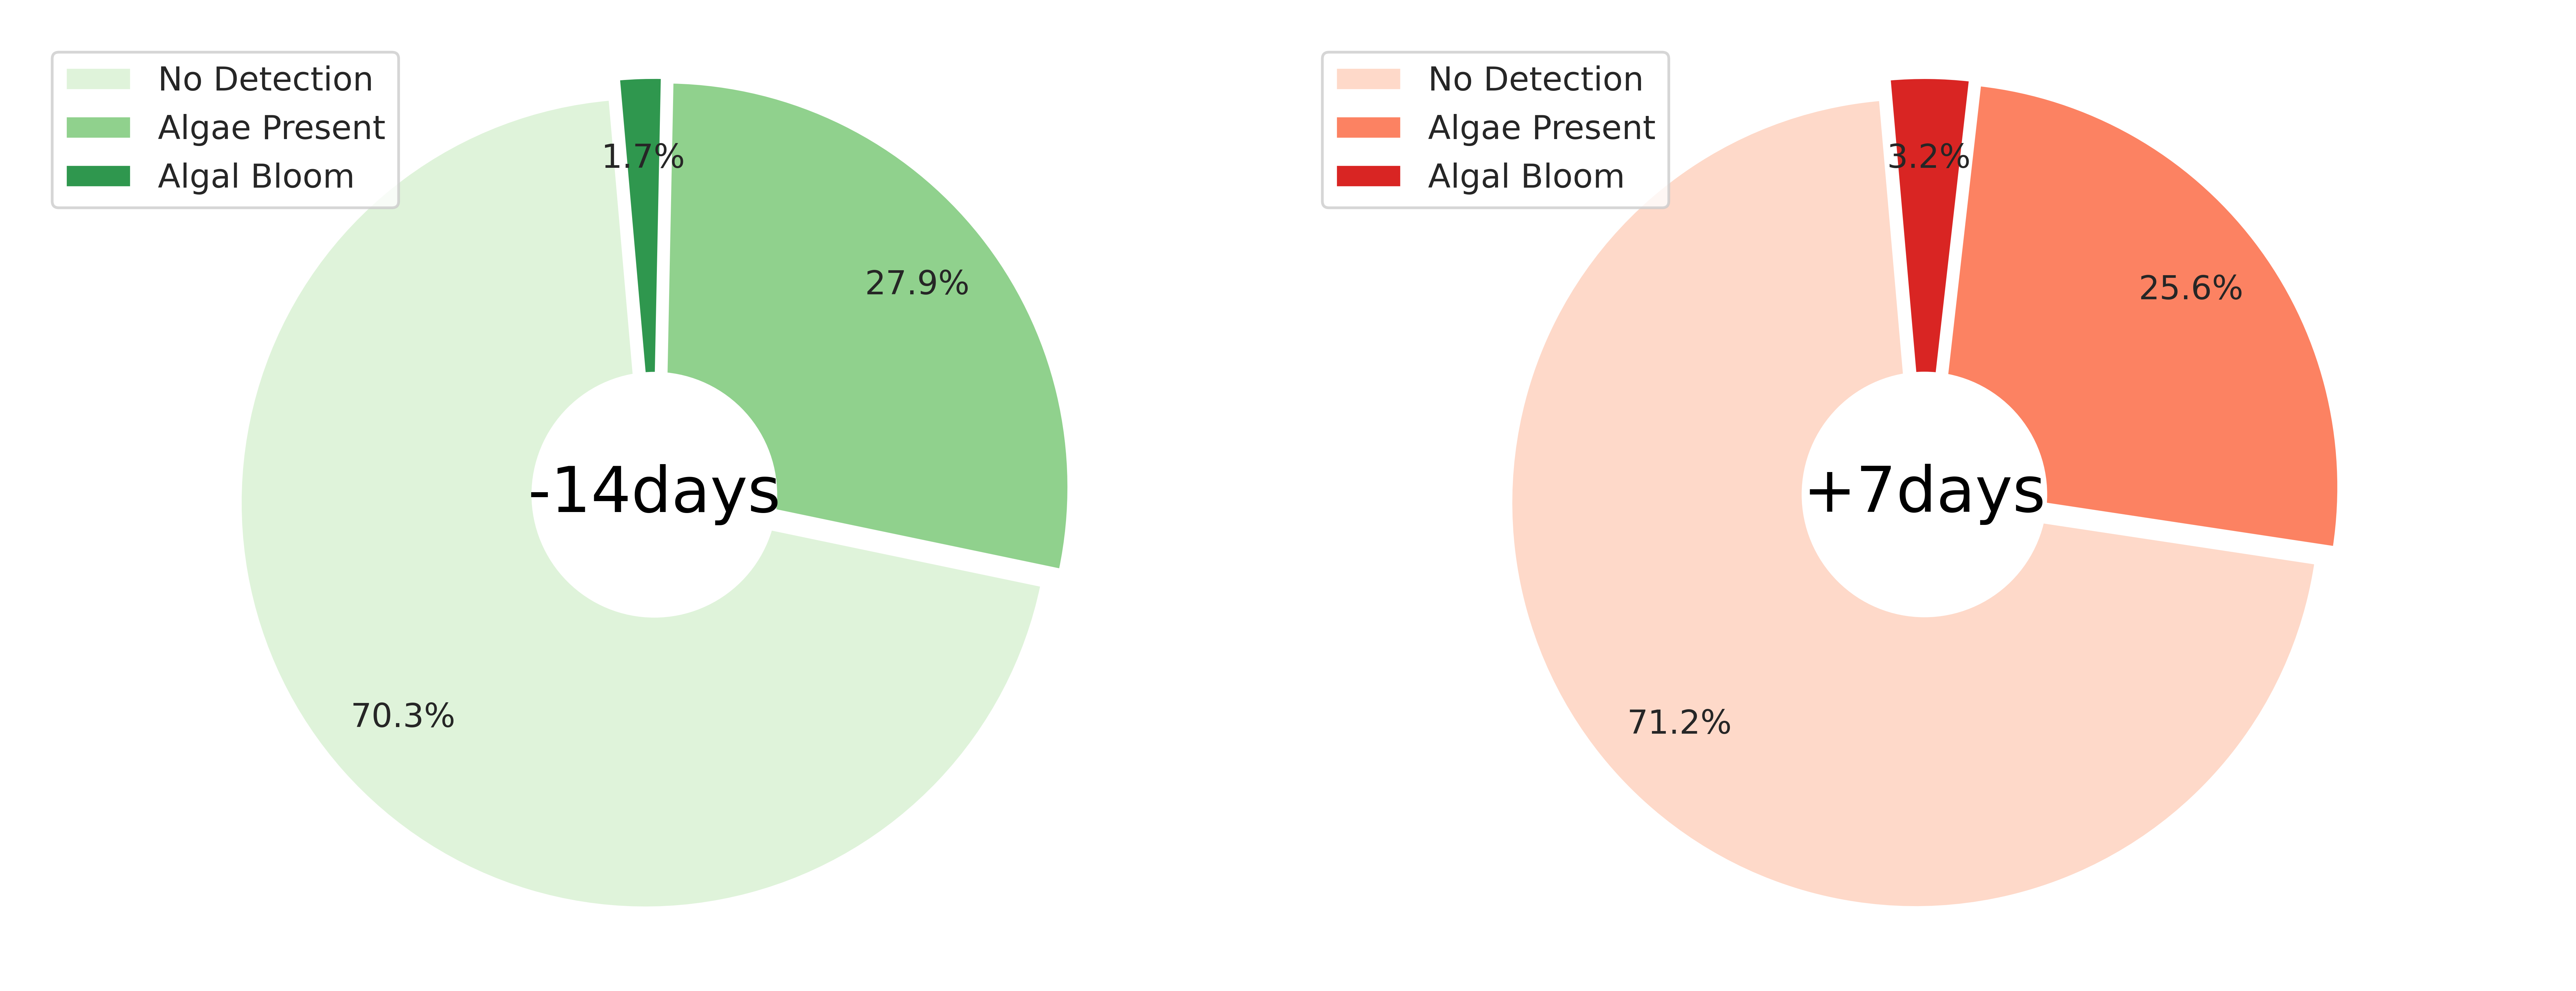 No Detection
Algae Present
Algal Bloom
1.7%
27.9%
-14days
70.3%
No Detection
Algae Present
Algal Bloom
3.2%
25.6%
+7days
71.2%